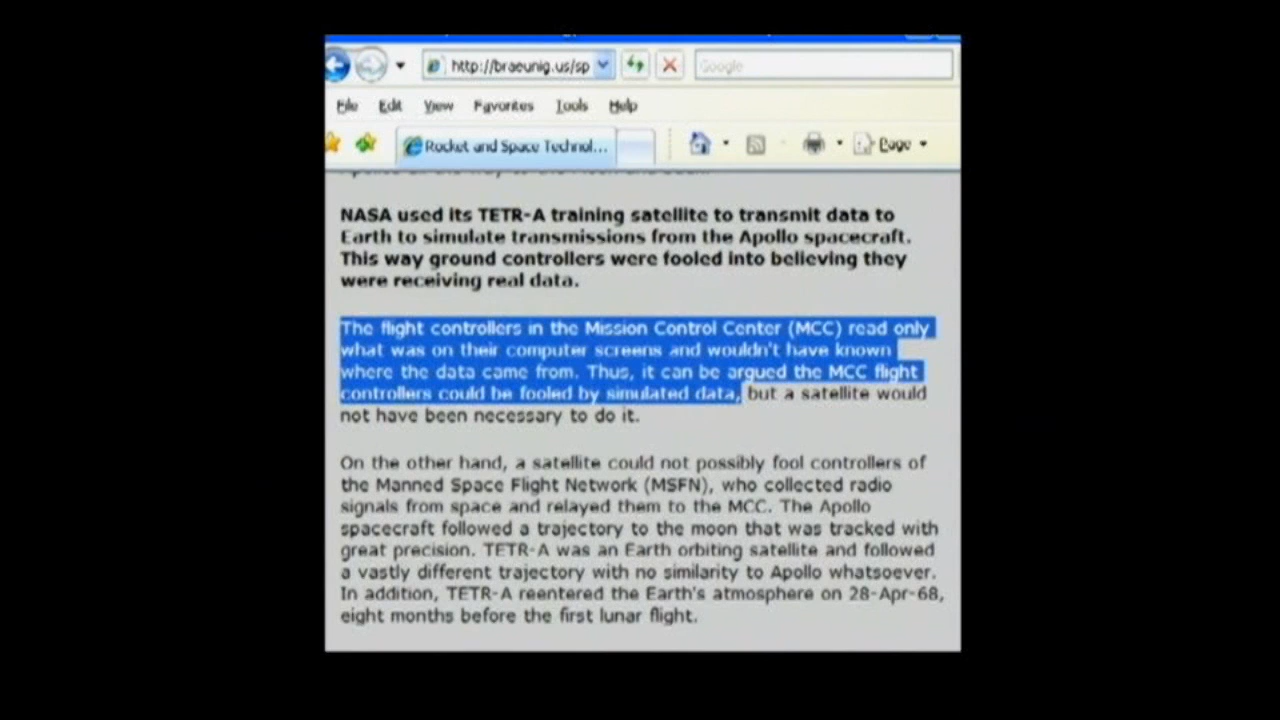 http://braeunig.us/sp
Google
File Edit View Favorites Tools Help
Rocket and Space Technol...
Page
NASA used its TETR-A training satellite to transmit data to
Earth to simulate transmissions from the Apollo spacecraft.
This way ground controllers were fooled into believing they
were receiving real data.
The flight controllers in the Mission Control Center (MCC) read only
what was on their computer screens and wouldn't have known
where the data came from. Thus, it can be argued the MCC flight
controllers could be fooled by simulated data, but a satellite would
not have been necessary to do it.
On the other hand, a satellite could not possibly fool controllers of
the Manned Space Flight Network (MSFN), who collected radio
signals from space and relayed them to the MCC. The Apollo
spacecraft followed a trajectory to the moon that was tracked with
great precision. TETR-A was an Earth orbiting satellite and followed
a vastly different trajectory with no similarity to Apollo whatsoever.
In addition, TETR-A reentered the Earth's atmosphere on 28-Apr-68,
eight months before the first lunar flight.